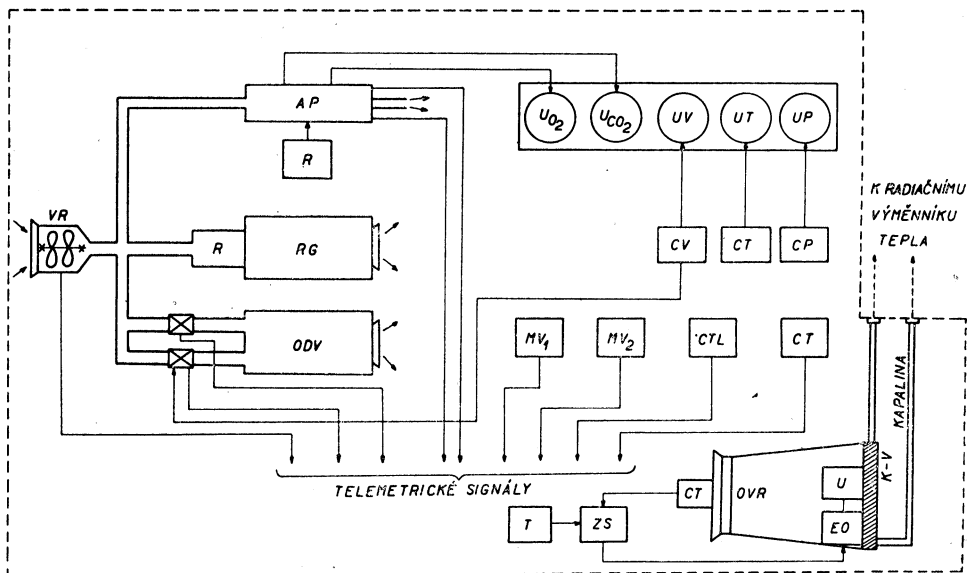 AP
R
U O₂
U CO₂
UV
UT
UP
K RADIAČNÍMU
VÝMĚNNÍKU
TEPLA
VR
R
RG
CV
CT
CP
ODV
MV₁
MV₂
CTL
CT
KAPALINA
K-V
TELEMETRICKÉ SIGNÁLY
CT
OVR
U
T
ZS
EO